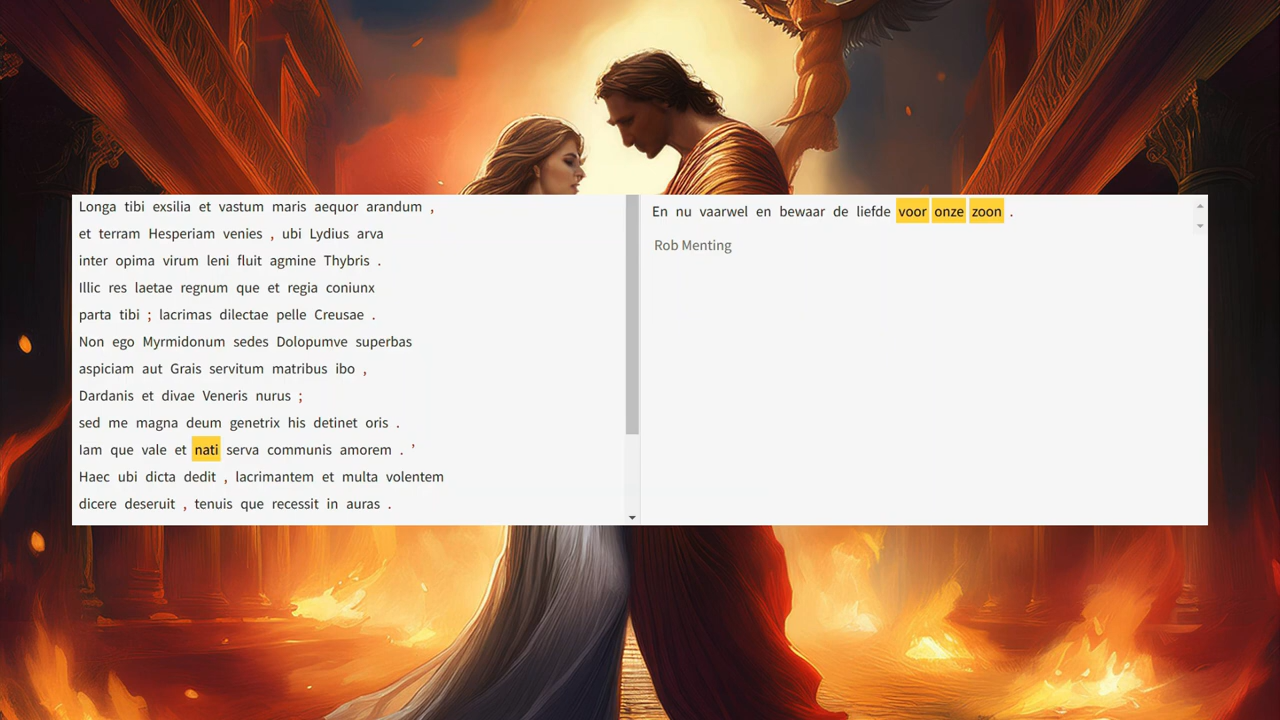 Longa tibi exsilia et vastum maris aequor arandum ,
et terram Hesperiam venies , ubi Lydius arva
inter opima virum leni fluit agmine Thybris .
Illic res laetae regnum que et regia coniunx
parta tibi ; lacrimas dilectae pelle Creusae .
Non ego Myrmidonum sedes Dolopumve superbas
aspiciam aut Grais servitum matribus ibo ,
Dardanis et divae Veneris nurus ;
sed me magna deum genetrix his detinet oris .
Iam que vale et nati serva communis amorem . ’
Haec ubi dicta dedit , lacrimantem et multa volentem
dicere deseruit , tenuis que recessit in auras .
En nu vaarwel en bewaar de liefde voor onze zoon .
Rob Menting